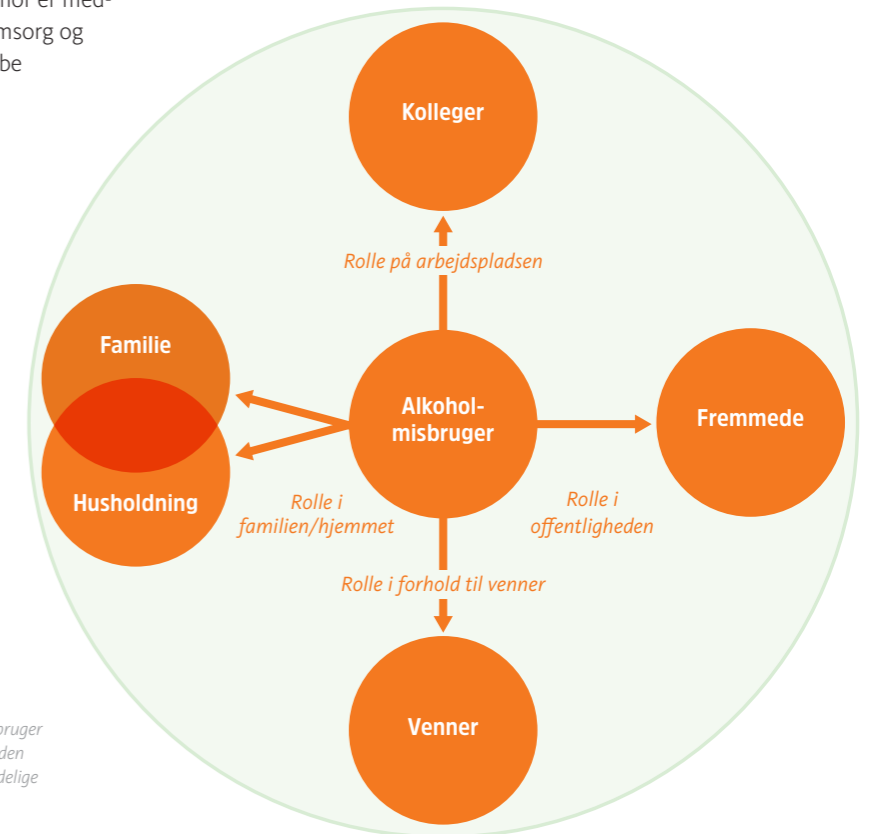 msorg og
be
Kolleger
Rolle på arbejdspladsen
Familie
Husholdning
Alkohol-
misbruger
Fremmede
Rolle i
familien/hjemmet
Rolle i
offentligheden
Rolle i forhold til venner
Venner
bruger
den
delige